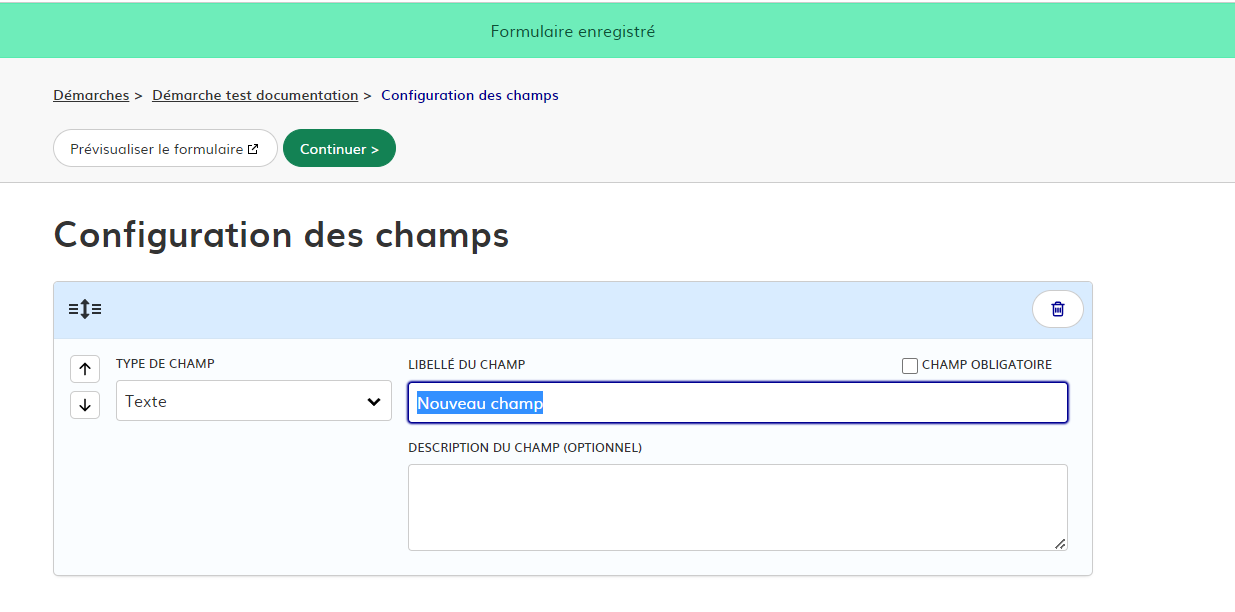 Formulaire enregistré
Démarches > Démarche test documentation > Configuration des champs
Prévisualiser le formulaire Continuer >
Configuration des champs
TYPE DE CHAMP LIBELLÉ DU CHAMP CHAMP OBLIGATOIRE
Texte Nouveau champ
DESCRIPTION DU CHAMP (OPTIONNEL)